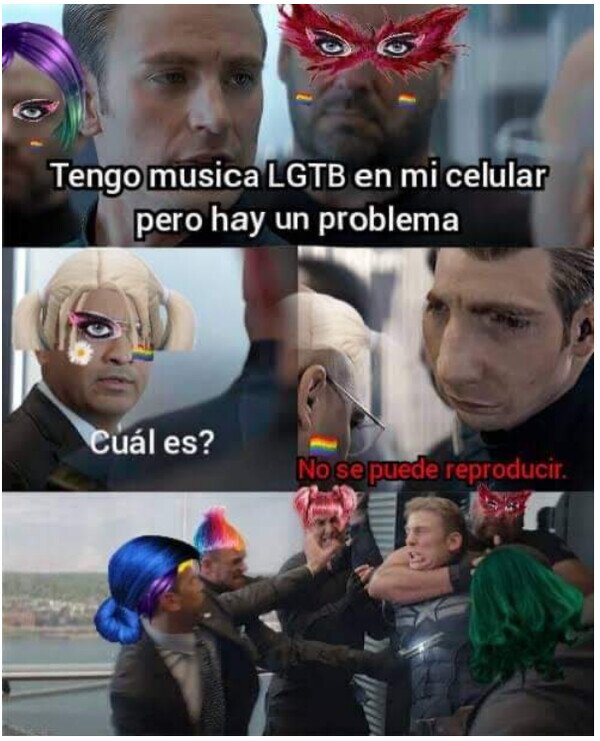 Tengo musica LGTB en mi celular
pero hay un problema
Cuál es?
No se puede reproducir.